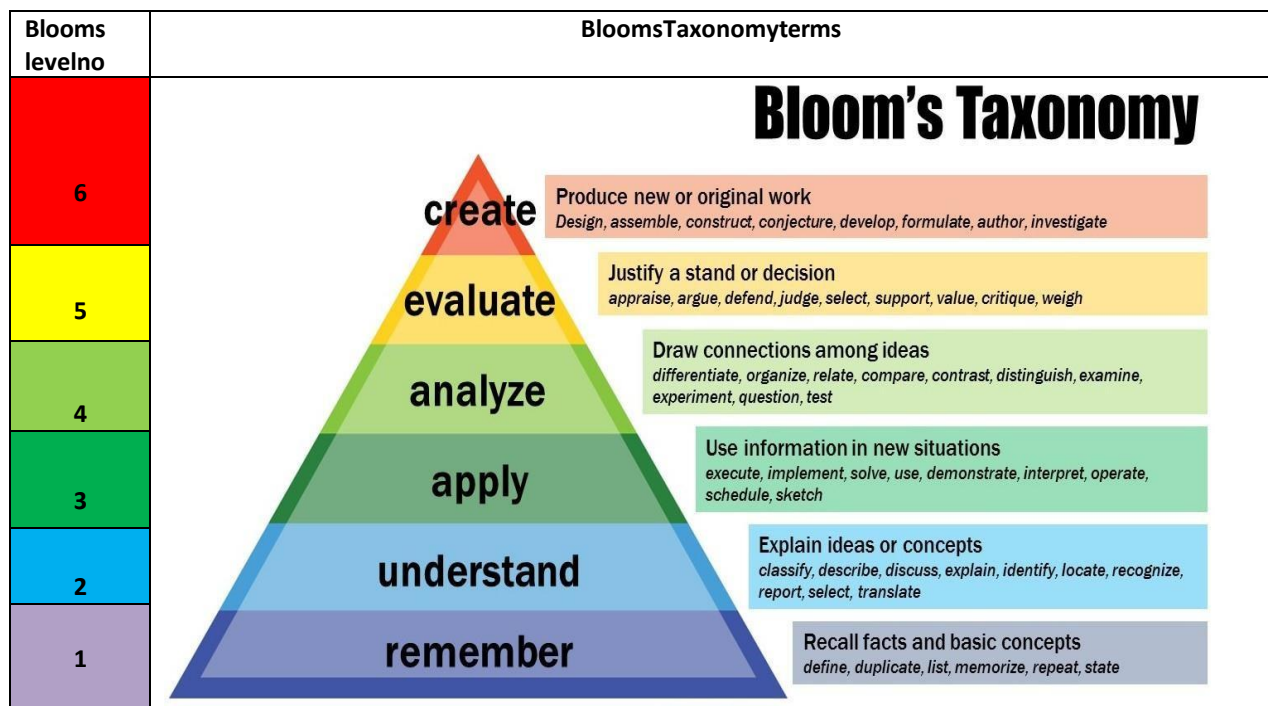 Blooms
levelno
BloomsTaxonomyterms
Bloom's Taxonomy
6
create
Produce new or original work
Design, assemble, construct, conjecture, develop, formulate, author, investigate
5
evaluate
Justify a stand or decision
appraise, argue, defend, judge, select, support, value, critique, weigh
4
analyze
Draw connections among ideas
differentiate, organize, relate, compare, contrast, distinguish, examine,
experiment, question, test
3
apply
Use information in new situations
execute, implement, solve, use, demonstrate, interpret, operate,
schedule, sketch
2
understand
Explain ideas or concepts
classify, describe, discuss, explain, identify, locate, recognize,
report, select, translate
1
remember
Recall facts and basic concepts
define, duplicate, list, memorize, repeat, state